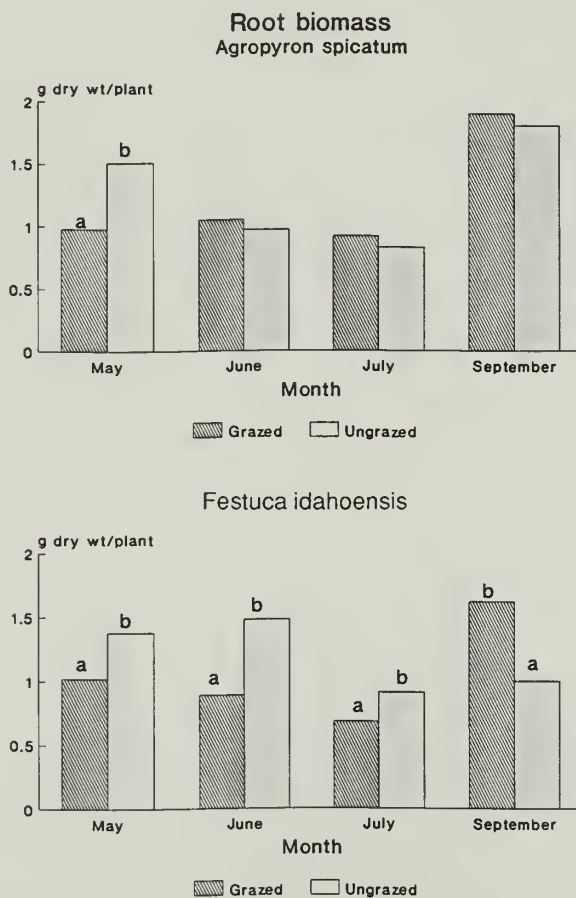 Root biomass
Agropyron spicatum
g dry wt/plant
2
1.5
1
0.5
0
a
b
May
June
July
September
Month
Grazed
Ungrazed
Festuca idahoensis
g dry wt/plant
2
1.5
1
0.5
0
a
b
a
b
a
b
b
a
May
June
July
September
Month
Grazed
Ungrazed